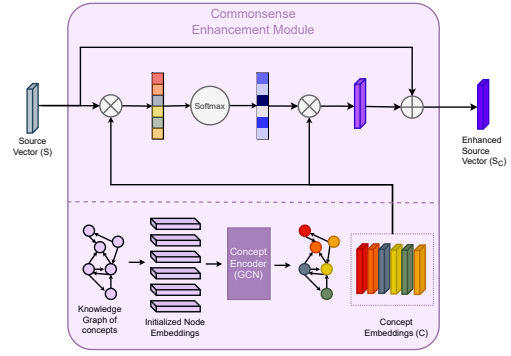 Commonsense
Enhancement Module
Softmax
Source
Vector (S)
Enhanced
Source
Vector (SC)
Concept
Encoder
(GCN)
Knowledge
Graph of
concepts
Initialized Node
Embeddings
Concept
Embeddings (C)